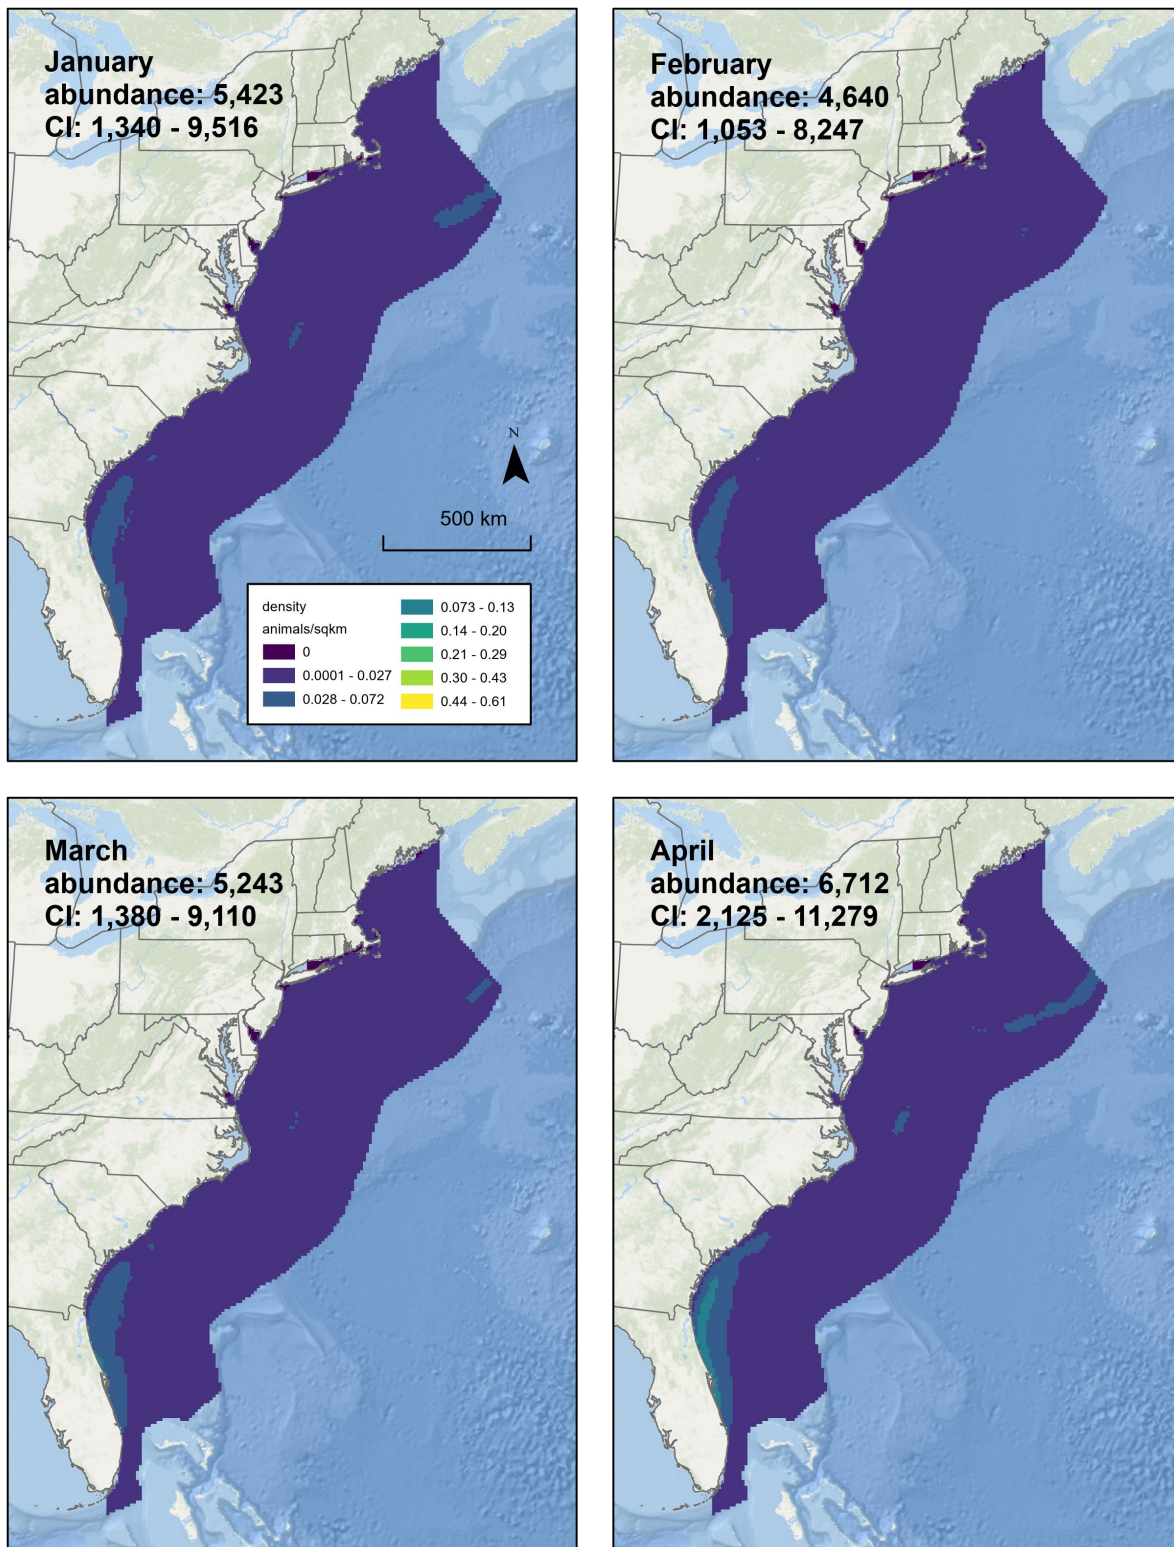 January
abundance: 5,423
CI: 1,340 - 9,516
N
500 km
density
animals/sqkm
0
0.0001 - 0.027
0.028 - 0.072
0.073 - 0.13
0.14 - 0.20
0.21 - 0.29
0.30 - 0.43
0.44 - 0.61
February
abundance: 4,640
CI: 1,053 - 8,247
March
abundance: 5,243
CI: 1,380 - 9,110
April
abundance: 6,712
CI: 2,125 - 11,279